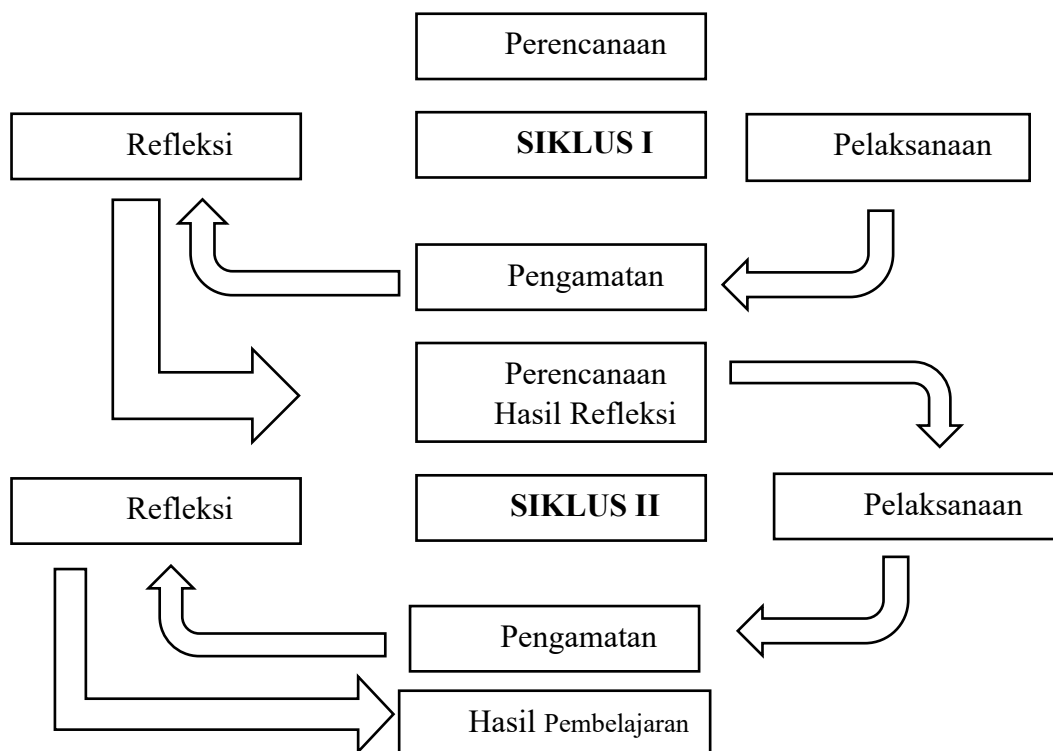 Perencanaan
Refleksi
SIKLUS I
Pelaksanaan
Pengamatan
Perencanaan
Hasil Refleksi
Refleksi
SIKLUS II
Pelaksanaan
Pengamatan
Hasil Pembelajaran